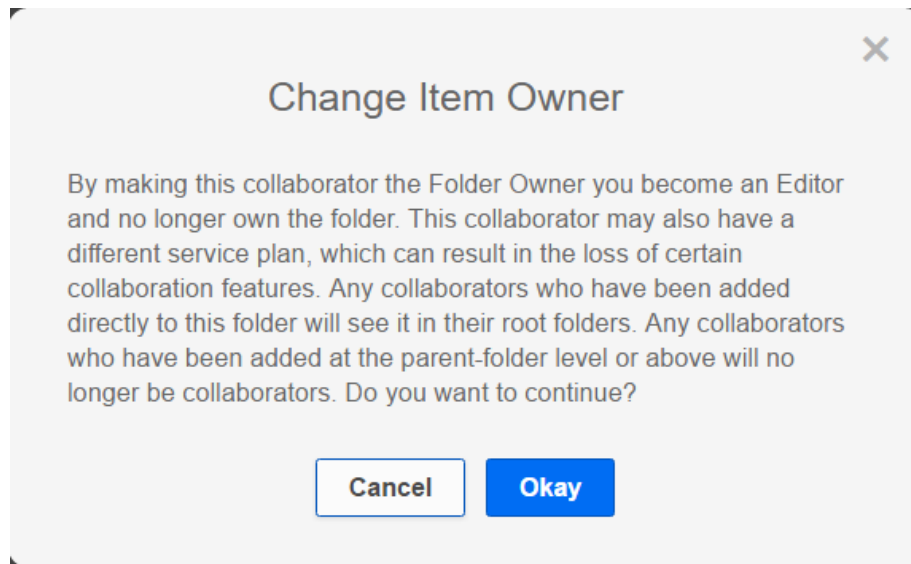 Change Item Owner
By making this collaborator the Folder Owner you become an Editor
and no longer own the folder. This collaborator may also have a
different service plan, which can result in the loss of certain
collaboration features. Any collaborators who have been added
directly to this folder will see it in their root folders. Any collaborators
who have been added at the parent-folder level or above will no
longer be collaborators. Do you want to continue?
Cancel
Okay